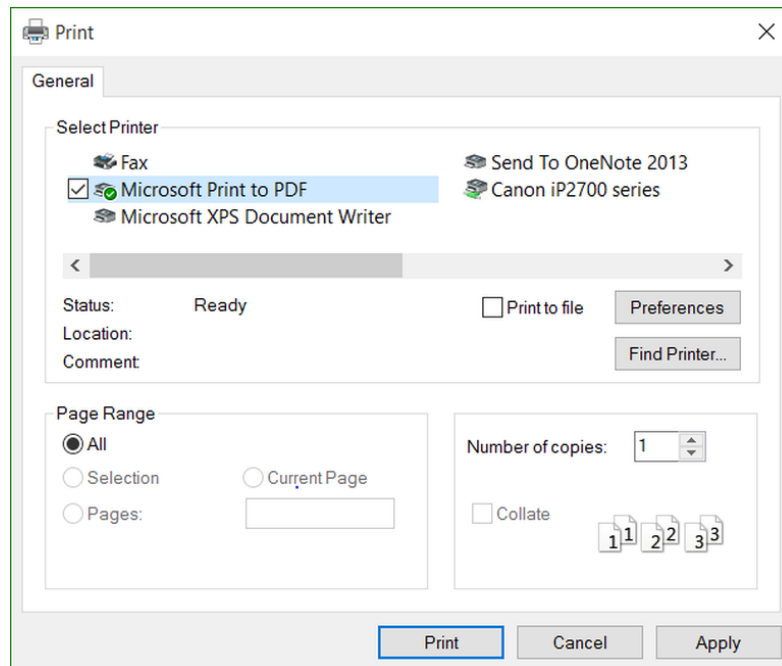 Print
General
Select Printer
Fax
Send To OneNote 2013
Microsoft Print to PDF
Canon iP2700 series
Microsoft XPS Document Writer
Status: Ready
Print to file
Preferences
Location:
Comment:
Find Printer...
Page Range
All
Number of copies: 1
Selection
Current Page
Pages:
Collate
1 1 2 2 3 3
Print
Cancel
Apply